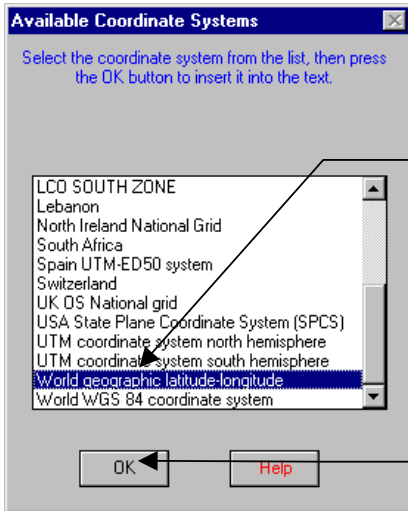 Available Coordinate Systems
Select the coordinate system from the list, then press
the OK button to insert it into the text.
LCO SOUTH ZONE
Lebanon
North Ireland National Grid
South Africa
Spain UTM-ED50 system
Switzerland
UK OS National grid
USA State Plane Coordinate System (SPCS)
UTM coordinate system north hemisphere
UTM coordinate system south hemisphere
World geographic latitude-longitude
World WGS 84 coordinate system
OK
Help